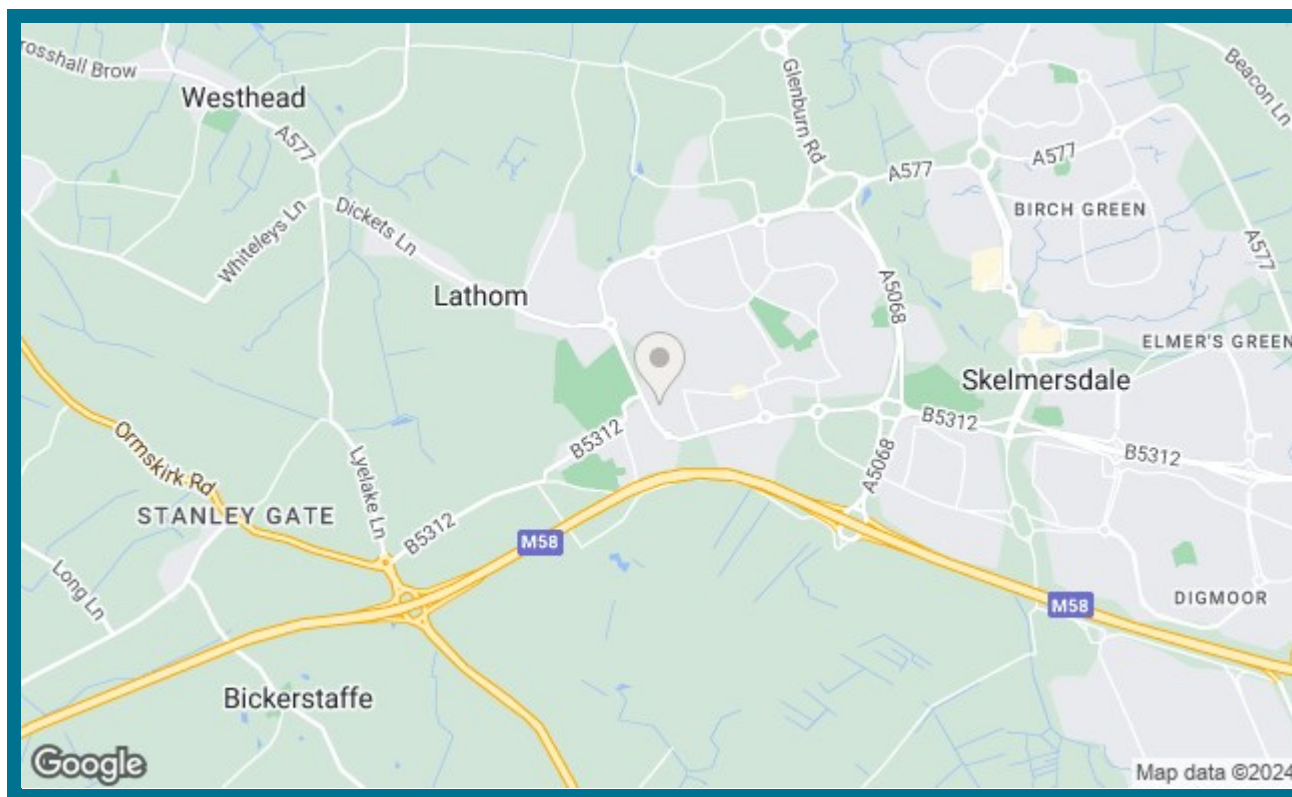 rosshall Brow
Westhead
A577
Glenburn Rd
Beacon Ln
A577
A577
BIRCH GREEN
Whiteleys Ln
Dickets Ln
A577
Lathom
A5068
ELMER'S GREEN
Skelmersdale
B5312
B5312
B5312
A5068
Ormskirk Rd
Lyelake Ln
STANLEY GATE
B5312
M58
Long Ln
M58
DIGMOOR
Bickerstaffe
Google
Map data ©2024